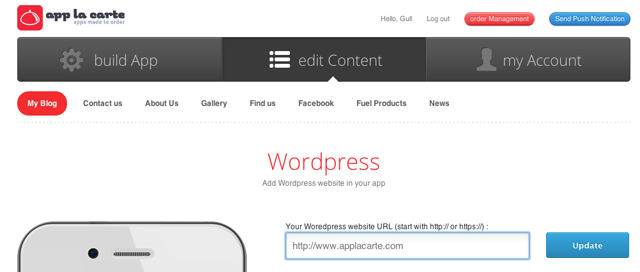 app la carte
apps made to order
Hello, Gull
Log out
order Management
Send Push Notification
build App
edit Content
my Account
My Blog
Contact us
About Us
Gallery
Find us
Facebook
Fuel Products
News
Wordpress
Add Wordpress website in your app
Your Woredpress website URL (start with http:// or https://) :
http://www.applacarte.com
Update